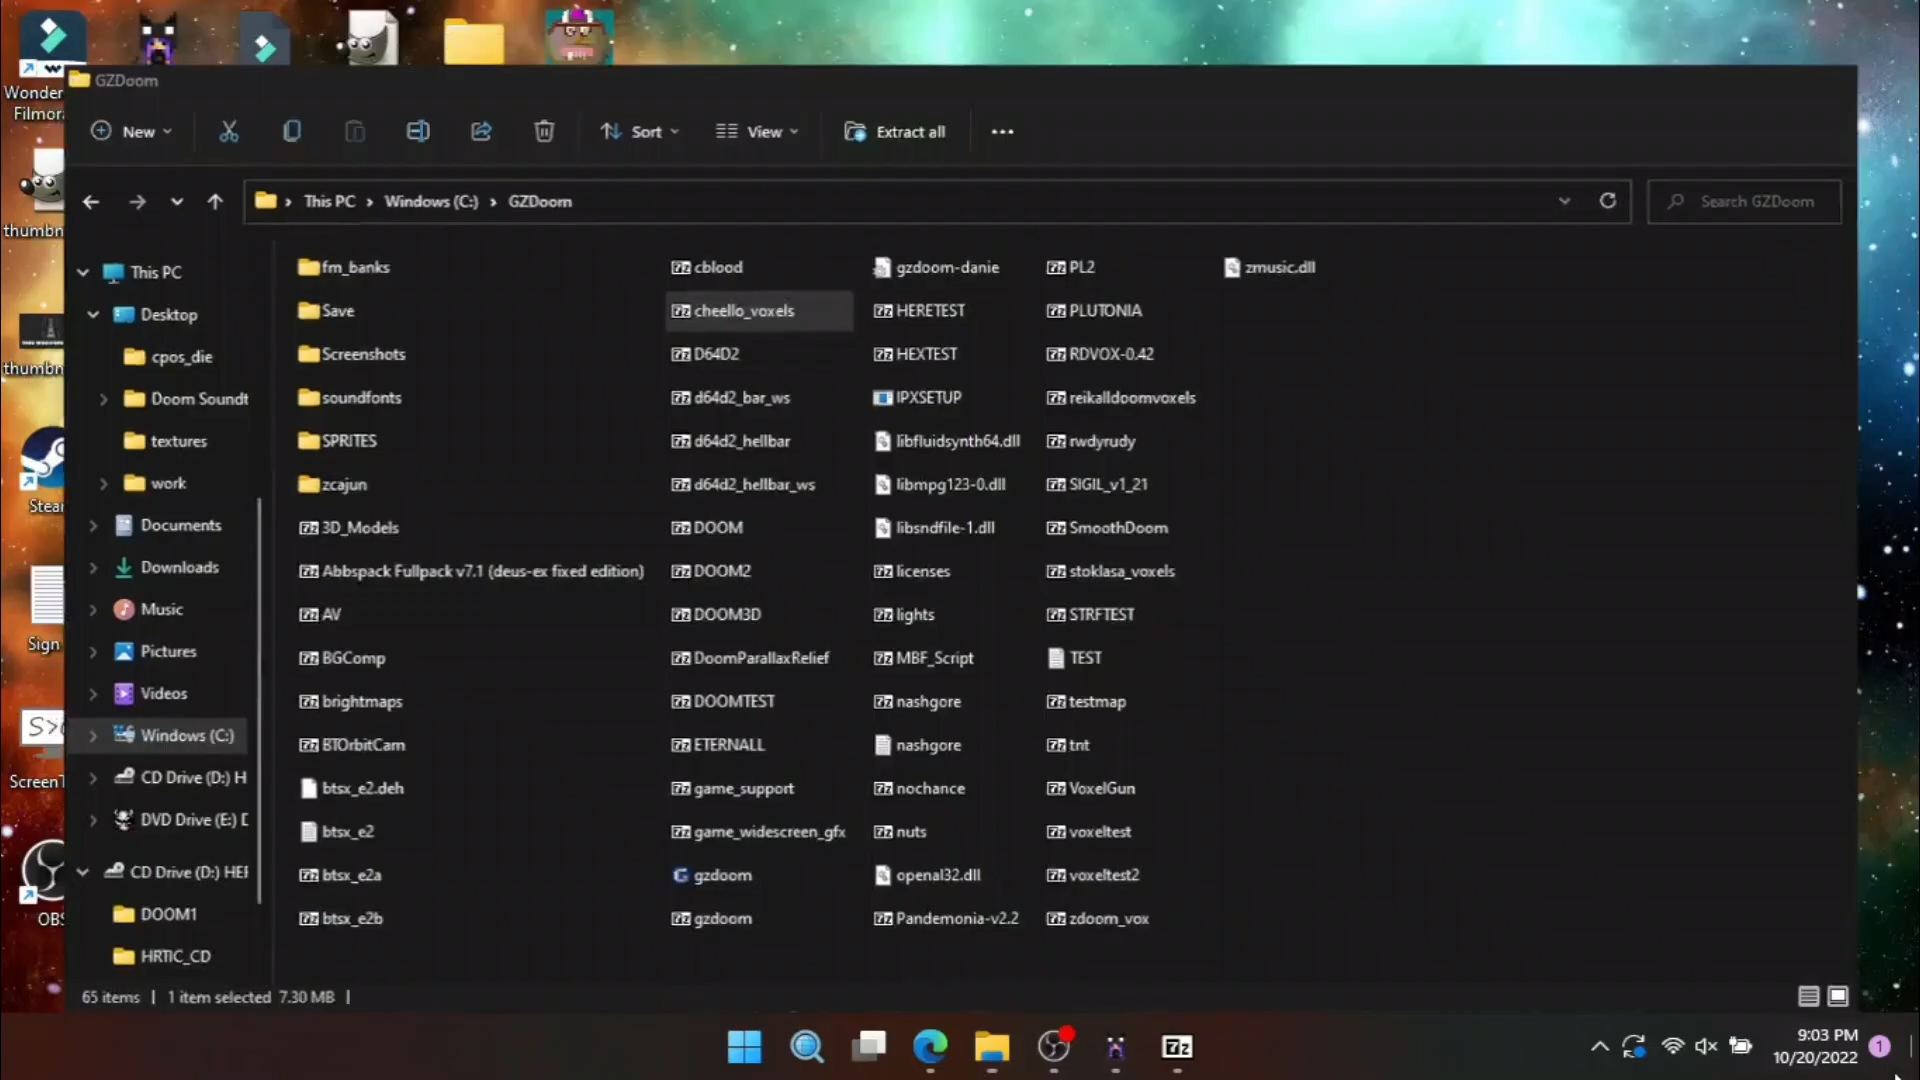 Wonder
Filmor
GZDoom
New
Sort
View
Extract all
This PC
Windows (C:)
GZDoom
Search GZDoom
thumbn
thumbn
Stear
Sign
ScreenT
OBS
This PC
Desktop
cpos_die
Doom Soundt
textures
work
Documents
Downloads
Music
Pictures
Videos
Windows (C:)
CD Drive (D:) H
DVD Drive (E:) D
CD Drive (D:) HEF
DOOM1
HRTIC_CD
fm_banks
Save
Screenshots
soundfonts
SPRITES
zcajun
3D_Models
Abbspack Fullpack v7.1 (deus-ex fixed edition)
AV
BGComp
brightmaps
BTOrbitCam
btsx_e2.deh
btsx_e2
btsx_e2a
btsx_e2b
cblood
cheello_voxels
D64D2
d64d2_bar_ws
d64d2_hellbar
d64d2_hellbar_ws
DOOM
DOOM2
DOOM3D
DoomParallaxRelief
DOOMTEST
ETERNALL
game_support
game_widescreen_gfx
gzdoom
gzdoom
gzdoom-danie
HERETEST
HEXTEST
IPXSETUP
libfluidsynth64.dll
libmpg123-0.dll
libsndfile-1.dll
licenses
lights
MBF_Script
nashgore
nashgore
nochance
nuts
openal32.dll
Pandemonia-v2.2
PL2
PLUTONIA
RDVOX-0.42
reikalldoomvoxels
rwdyrudy
SIGIL_v1_21
SmoothDoom
stoklasa_voxels
STRFTEST
TEST
testmap
tnt
VoxelGun
voxeltest
voxeltest2
zdoom_vox
zmusic.dll
65 items | 1 item selected 7.30 MB |
7z
9:03 PM
10/20/2022
1